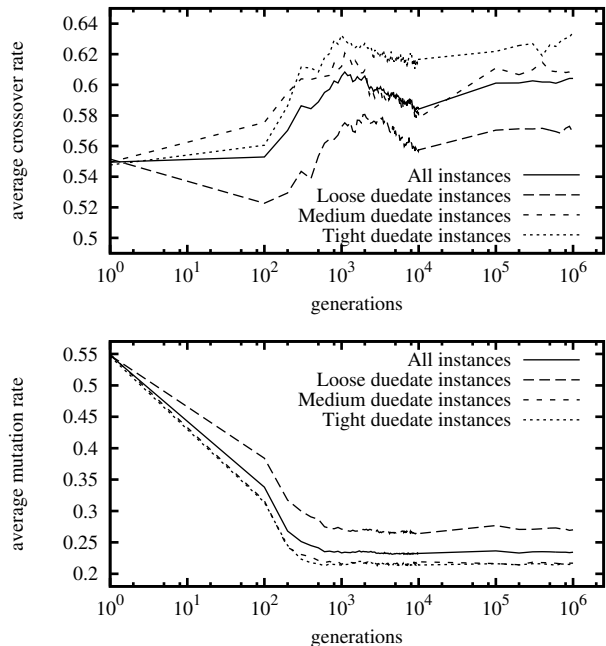 0.64
0.62
0.6
0.58
0.56
0.54
0.52
0.5
average crossover rate
All instances
Loose duedate instances
Medium duedate instances
Tight duedate instances
10^0 10^1 10^2 10^3 10^4 10^5 10^6
generations
0.55
0.5
0.45
0.4
0.35
0.3
0.25
0.2
average mutation rate
All instances
Loose duedate instances
Medium duedate instances
Tight duedate instances
10^0 10^1 10^2 10^3 10^4 10^5 10^6
generations